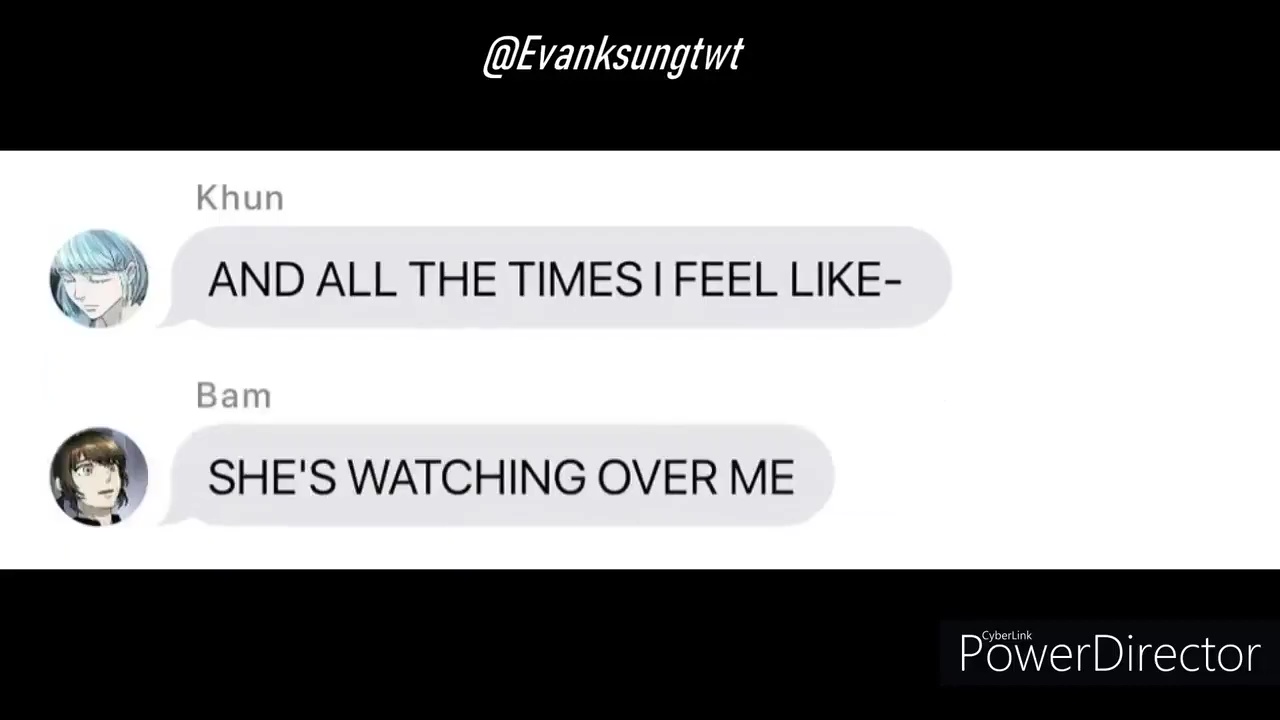 @Evanksungtwt
Khun
AND ALL THE TIMES I FEEL LIKE-
Bam
SHE'S WATCHING OVER ME
CyberLink
PowerDirector